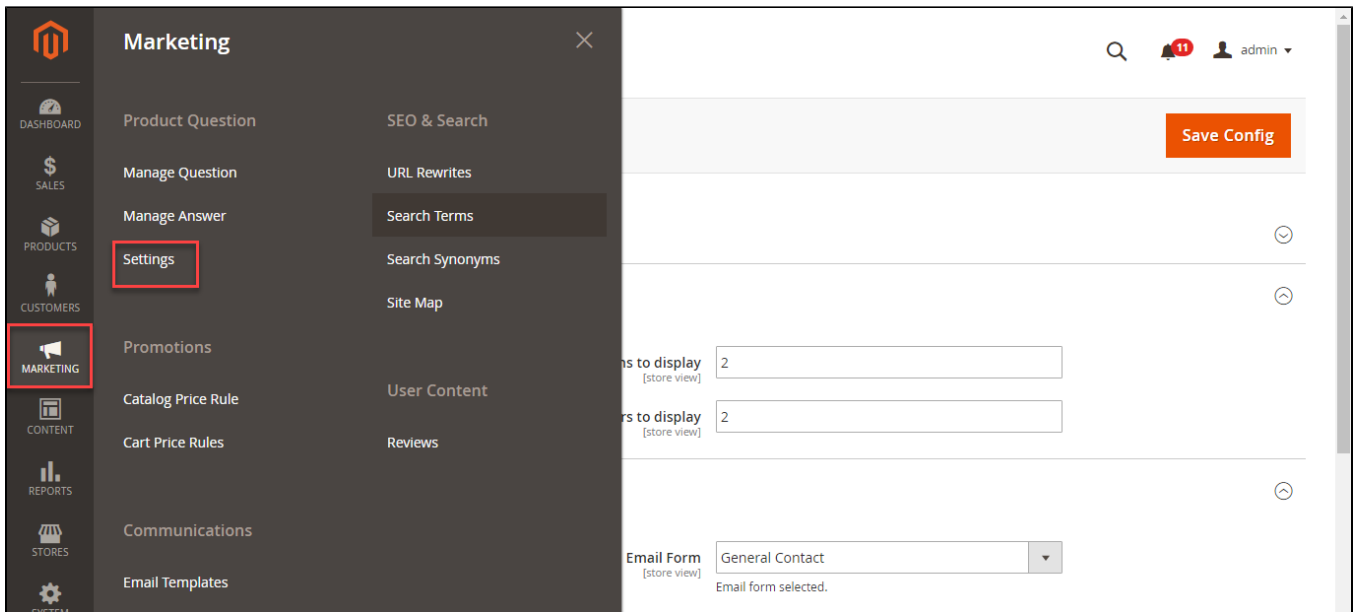 DASHBOARD
SALES
PRODUCTS
CUSTOMERS
MARKETING
CONTENT
REPORTS
STORES
SYSTEM
Marketing
Product Question
Manage Question
Manage Answer
Settings
Promotions
Catalog Price Rule
Cart Price Rules
Communications
Email Templates
SEO & Search
URL Rewrites
Search Terms
Search Synonyms
Site Map
User Content
Reviews
11
admin
Save Config
to display 2
[store view]
to display 2
[store view]
Email Form General Contact
[store view]
Email form selected.